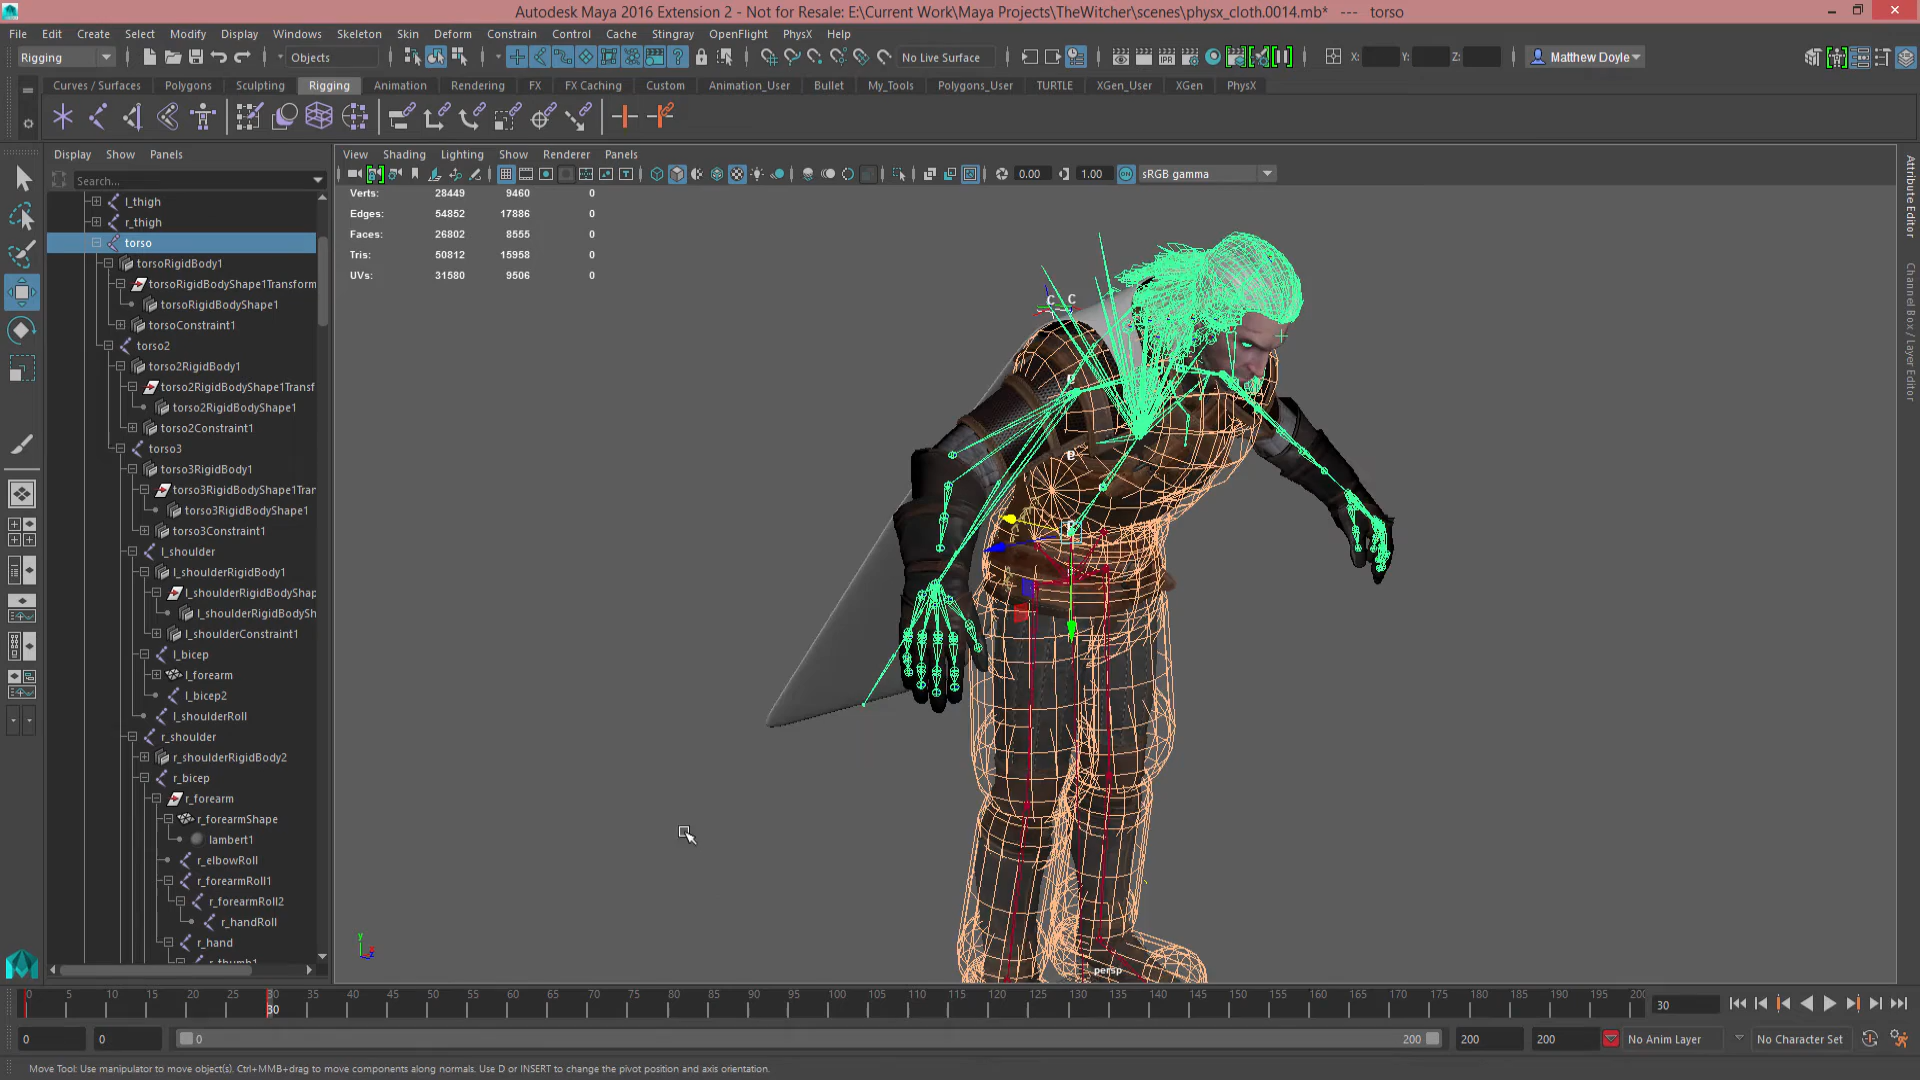 Autodesk Maya 2016 Extension 2 - Not for Resale: E:\Current Work\Maya Projects\TheWitcher\scenes\physx_cloth.0014.mb* --- torso
File Edit Create Select Modify Display Windows Skeleton Skin Deform Constrain Control Cache Stingray OpenFlight PhysX Help
Rigging Objects No Live Surface X: Y: Z: Matthew Doyle
Curves / Surfaces Polygons Sculpting Rigging Animation Rendering FX FX Caching Custom Animation_User Bullet My_Tools Polygons_User TURTLE XGen_User XGen PhysX
Display Show Panels
View Shading Lighting Show Renderer Panels
Search...
0.00 1.00 sRGB gamma
Verts: 28449 9460 0
Edges: 54852 17886 0
Faces: 26802 8555 0
Tris: 50812 15958 0
UVs: 31580 9506 0
l_thigh
r_thigh
torso
torsoRigidBody1
torsoRigidBodyShape1Transform
torsoRigidBodyShape1
torsoConstraint1
torso2
torso2RigidBody1
torso2RigidBodyShape1Transf
torso2RigidBodyShape1
torso2Constraint1
torso3
torso3RigidBody1
torso3RigidBodyShape1Tran
torso3RigidBodyShape1
torso3Constraint1
l_shoulder
l_shoulderRigidBody1
l_shoulderRigidBodyShap
l_shoulderRigidBodySh
l_shoulderConstraint1
l_bicep
l_forearm
l_bicep2
l_shoulderRoll
r_shoulder
r_shoulderRigidBody2
r_bicep
r_forearm
r_forearmShape
lambert1
r_elbowRoll
r_forearmRoll1
r_forearmRoll2
r_handRoll
r_hand
r_thumb1
C C
y
persp
Attribute Editor
Channel Box / Layer Editor
0 5 10 15 20 25 30 35 40 45 50 55 60 65 70 75 80 85 90 95 100 105 110 115 120 125 130 135 140 145 150 155 160 165 170 175 180 185 190 195 200
30
30
0 0 0 200 200 200 No Anim Layer No Character Set
Move Tool: Use manipulator to move object(s). Ctrl+MMB+drag to move components along normals. Use D or INSERT to change the pivot position and axis orientation.